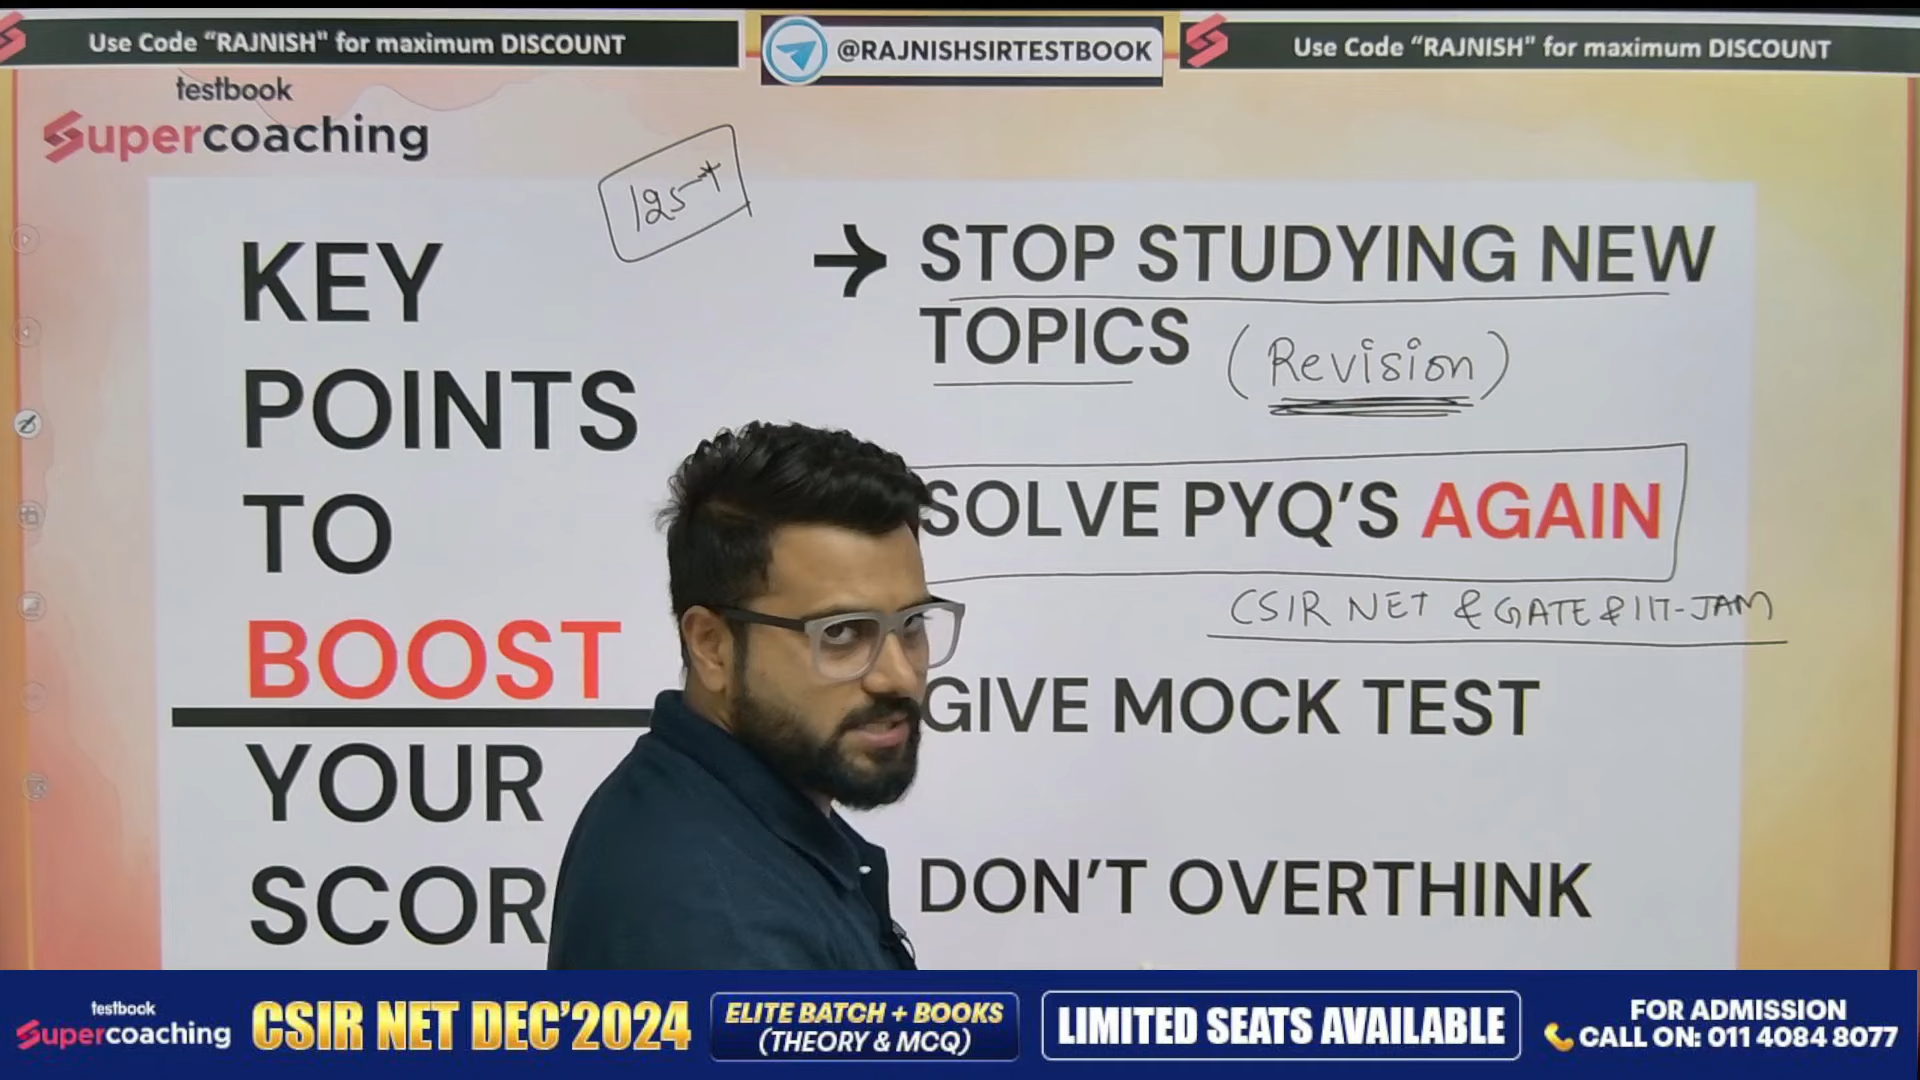 Use Code “RAJNISH" for maximum DISCOUNT
@RAJNISHSIRTESTBOOK
Use Code “RAJNISH" for maximum DISCOUNT
testbook
Supercoaching
KEY
POINTS
TO
BOOST
YOUR
SCOR
→ STOP STUDYING NEW
TOPICS (Revision)
SOLVE PYQ’S AGAIN
CSIR NET & GATE & IIT-JAM
GIVE MOCK TEST
DON’T OVERTHINK
testbook
Supercoaching
CSIR NET DEC’2024
ELITE BATCH + BOOKS
(THEORY & MCQ)
LIMITED SEATS AVAILABLE
FOR ADMISSION
CALL ON: 011 4084 8077